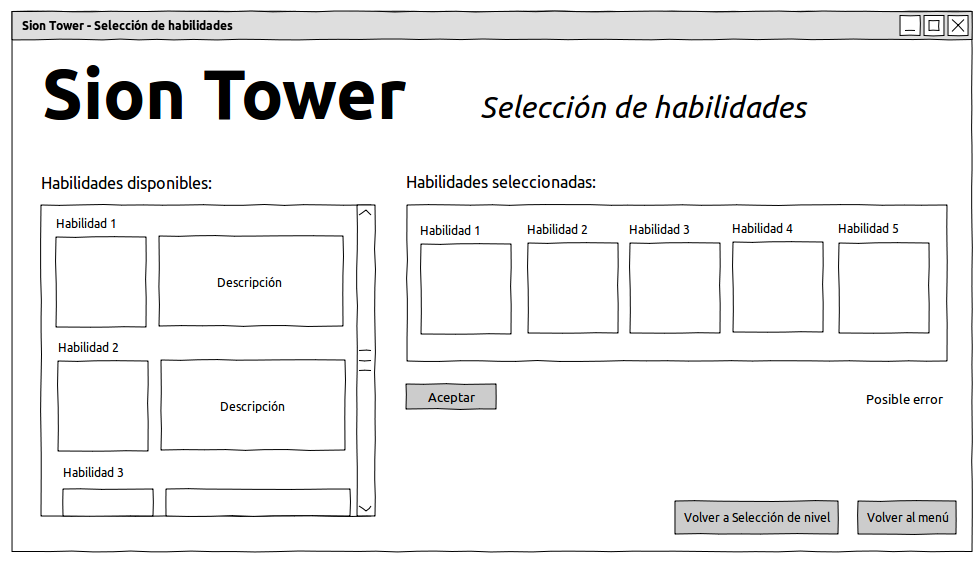 Sion Tower - Selección de habilidades
Sion Tower
Selección de habilidades
Habilidades disponibles:
Habilidad 1
Descripción
Habilidad 2
Descripción
Habilidad 3
Habilidades seleccionadas:
Habilidad 1
Habilidad 2
Habilidad 3
Habilidad 4
Habilidad 5
Aceptar
Posible error
Volver a Selección de nivel
Volver al menú